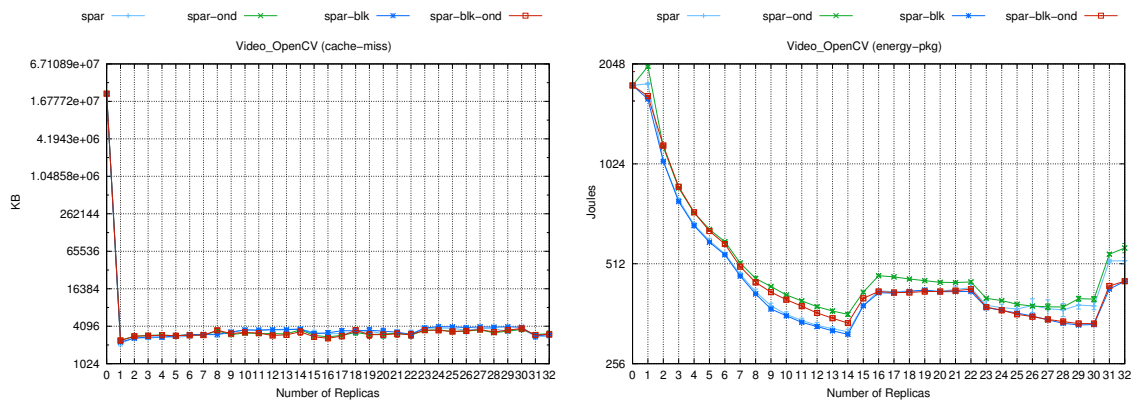 spar spar-ond spar-blk spar-blk-ond
Video_OpenCV (cache-miss)
6.71089e+07
1.67772e+07
4.1943e+06
1.04858e+06
262144
65536
16384
4096
1024
KB
0 1 2 3 4 5 6 7 8 9 10 11 12 13 14 15 16 17 18 19 20 21 22 23 24 25 26 27 28 29 30 31 32
Number of Replicas
spar spar-ond spar-blk spar-blk-ond
Video_OpenCV (energy-pkg)
2048
1024
512
256
Joules
0 1 2 3 4 5 6 7 8 9 10 11 12 13 14 15 16 17 18 19 20 21 22 23 24 25 26 27 28 29 30 31 32
Number of Replicas